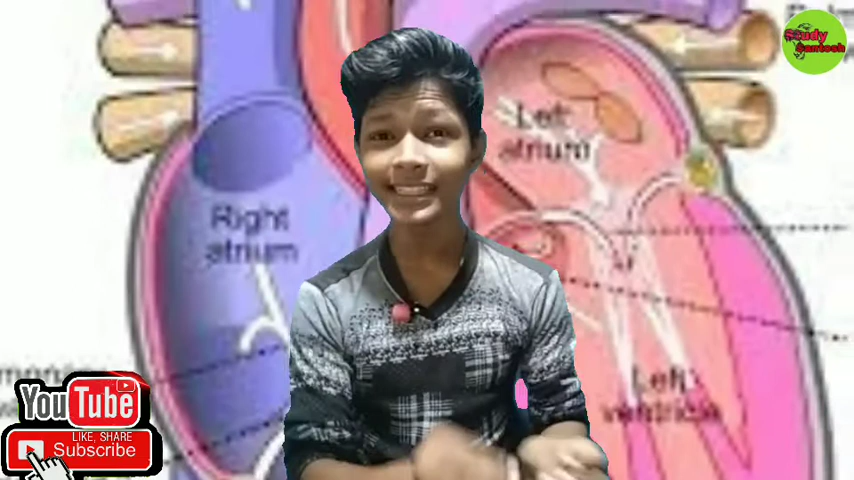 Study
Santosh
Left
atrium
Right
atrium
Left
ventricle
YouTube
LIKE, SHARE
Subscribe